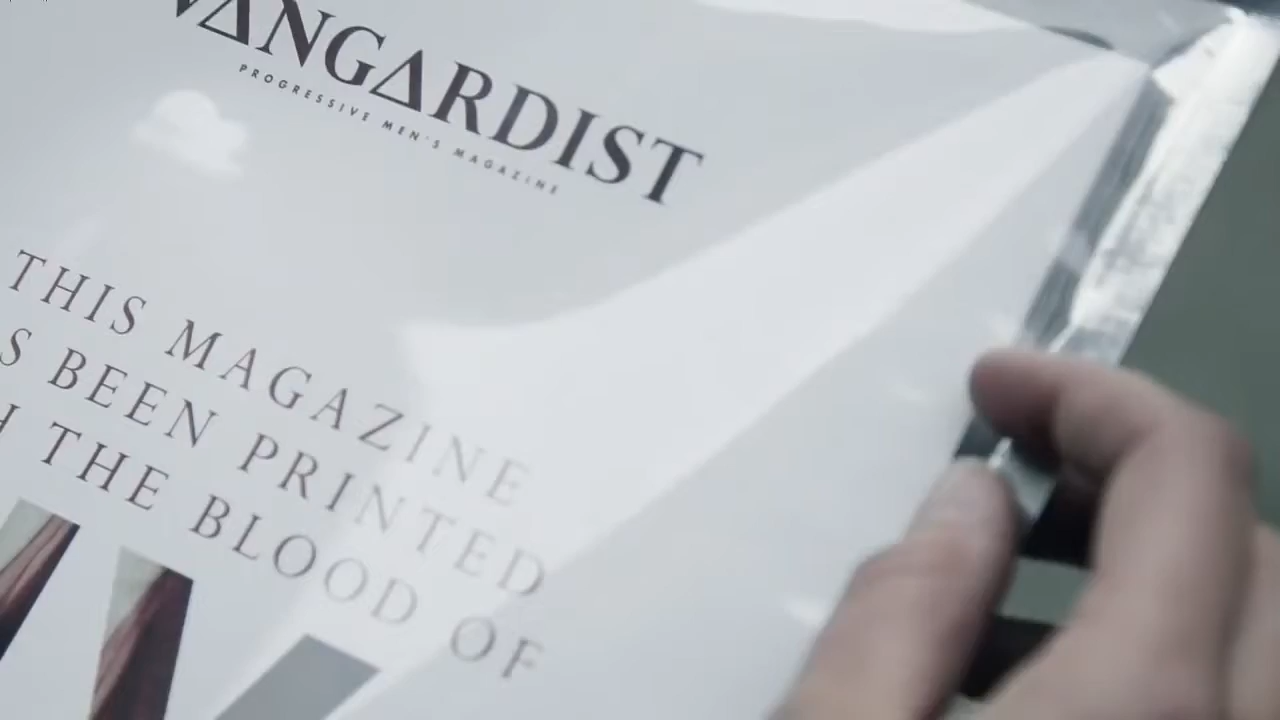 VANGARDIST
PROGRESSIVE MEN'S MAGAZINE
THIS MAGAZINE
BEEN PRINTED
THE BLOOD OF